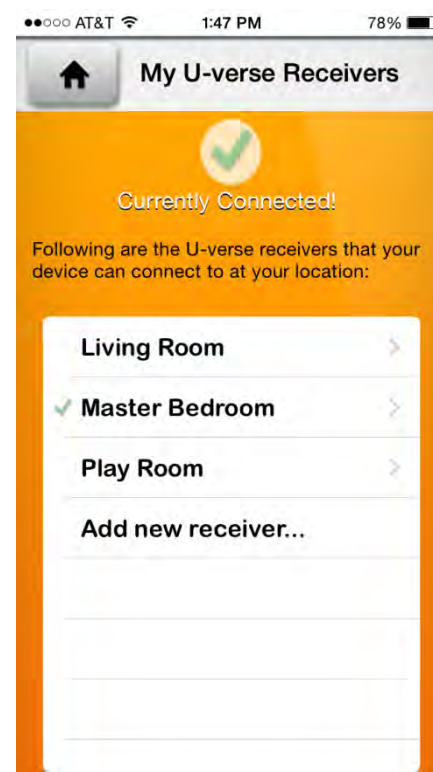 AT&T 1:47 PM 78%
My U-verse Receivers
Currently Connected!
Following are the U-verse receivers that your
device can connect to at your location:
Living Room
Master Bedroom
Play Room
Add new receiver...